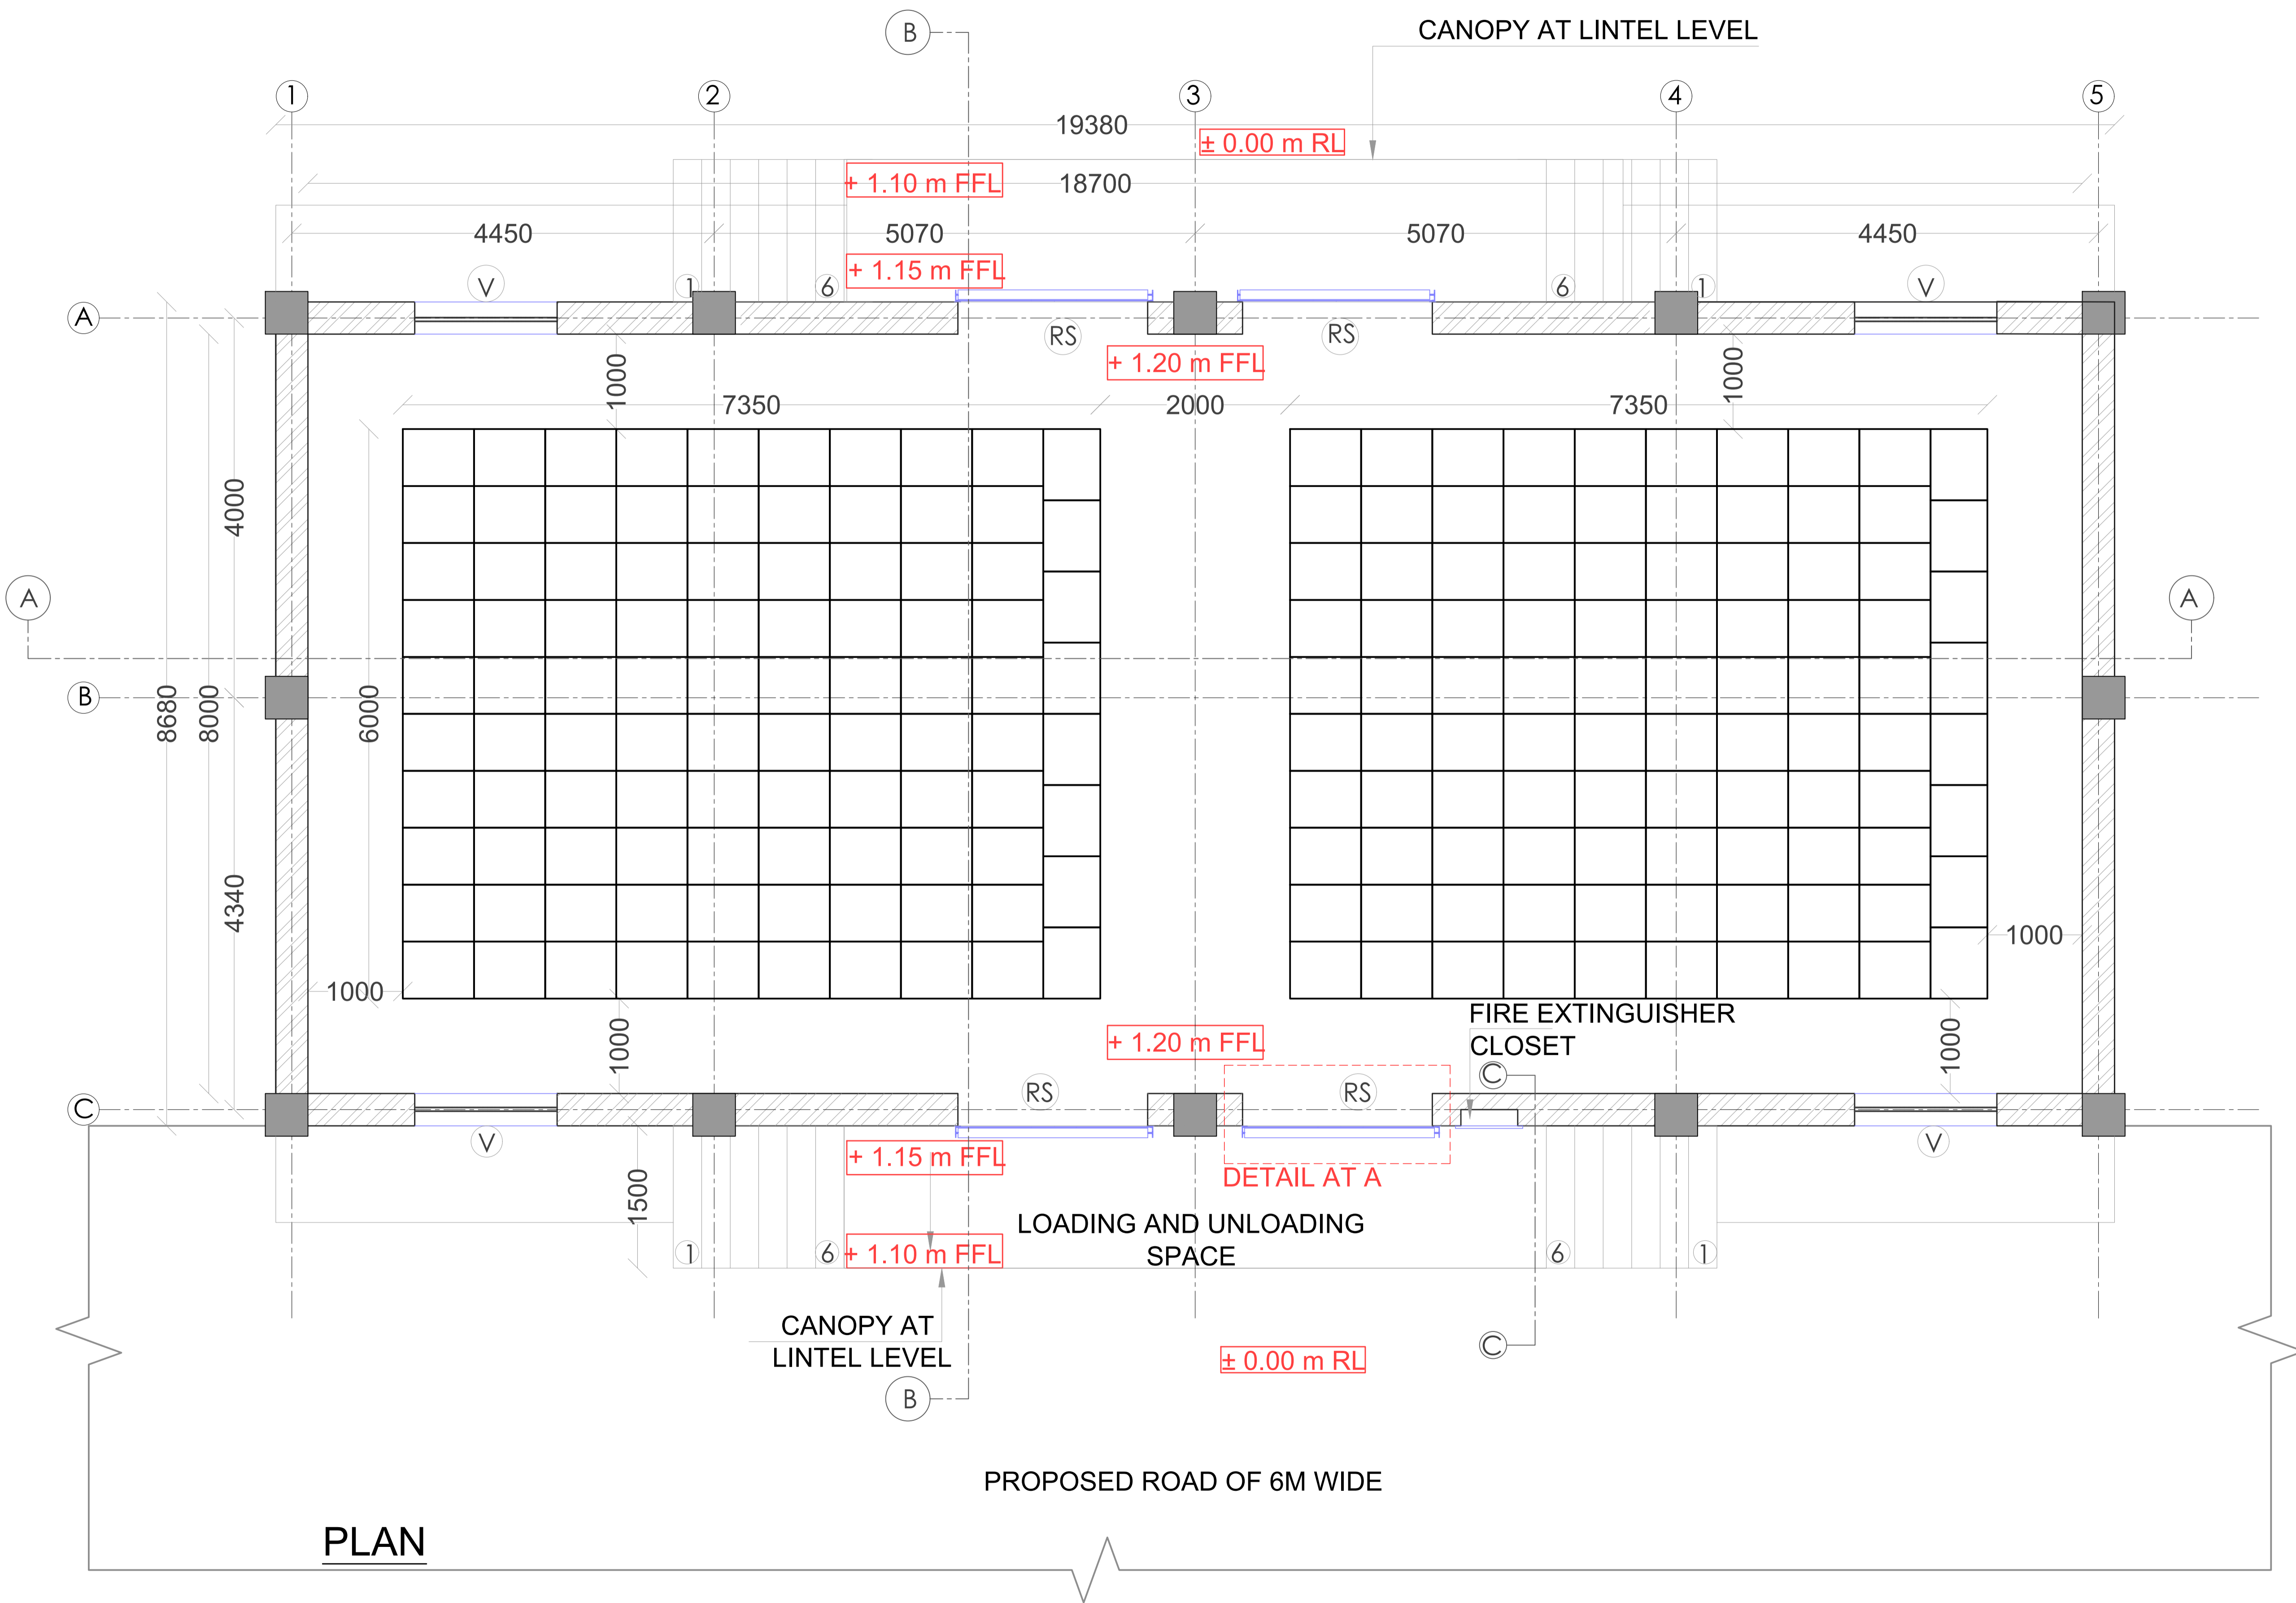 B
CANOPY AT LINTEL LEVEL
1
2
3
4
5
19380
± 0.00 m RL
+ 1.10 m FFL
18700
4450
5070
5070
4450
+ 1.15 m FFL
V
1
6
6
1
V
A
RS
RS
+ 1.20 m FFL
1000
1000
7350
2000
7350
4000
A
A
B
8680
8000
6000
4340
1000
1000
FIRE EXTINGUISHER
CLOSET
1000
+ 1.20 m FFL
1000
C
RS
RS
C
V
+ 1.15 m FFL
V
DETAIL AT A
1500
LOADING AND UNLOADING
SPACE
1
6
+ 1.10 m FFL
6
1
CANOPY AT
LINTEL LEVEL
C
± 0.00 m RL
B
PROPOSED ROAD OF 6M WIDE
PLAN